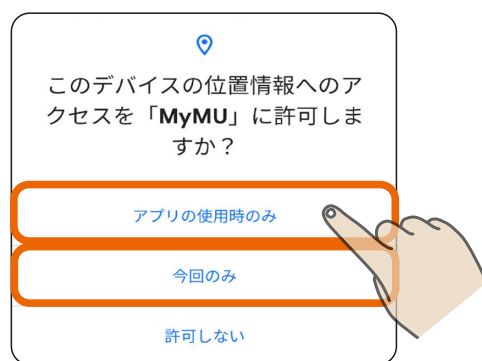 このデバイスの位置情報へのア
クセスを「MyMU」に許可しま
すか？
アプリの使用時のみ
今回のみ
許可しない